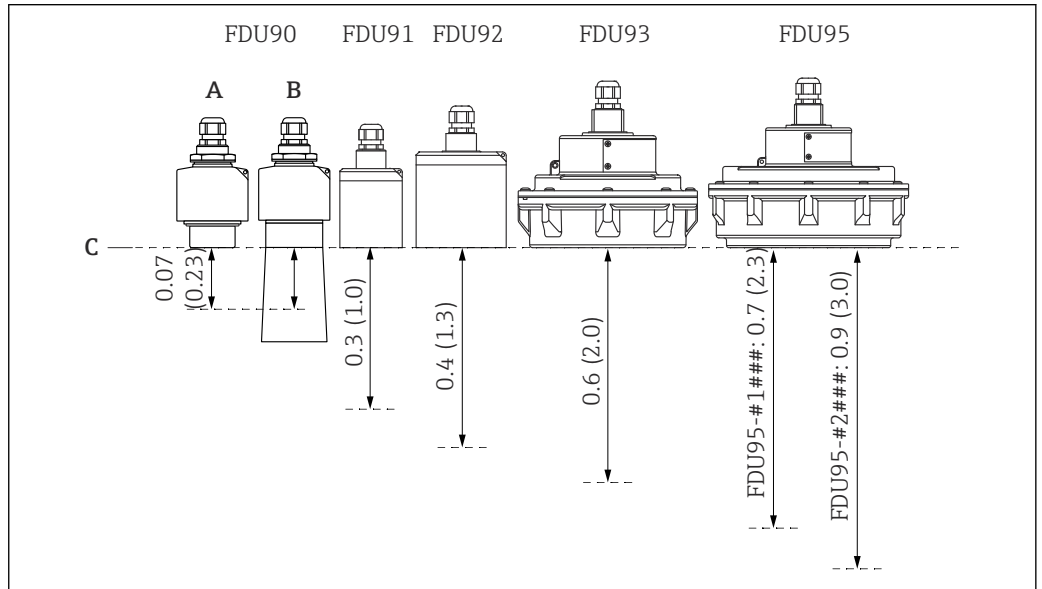 FDU90 FDU91 FDU92 FDU93 FDU95
A B
C
0.07
(0.23)
0.3 (1.0)
0.4 (1.3)
0.6 (2.0)
FDU95-#1###: 0.7 (2.3)
FDU95-#2###: 0.9 (3.0)